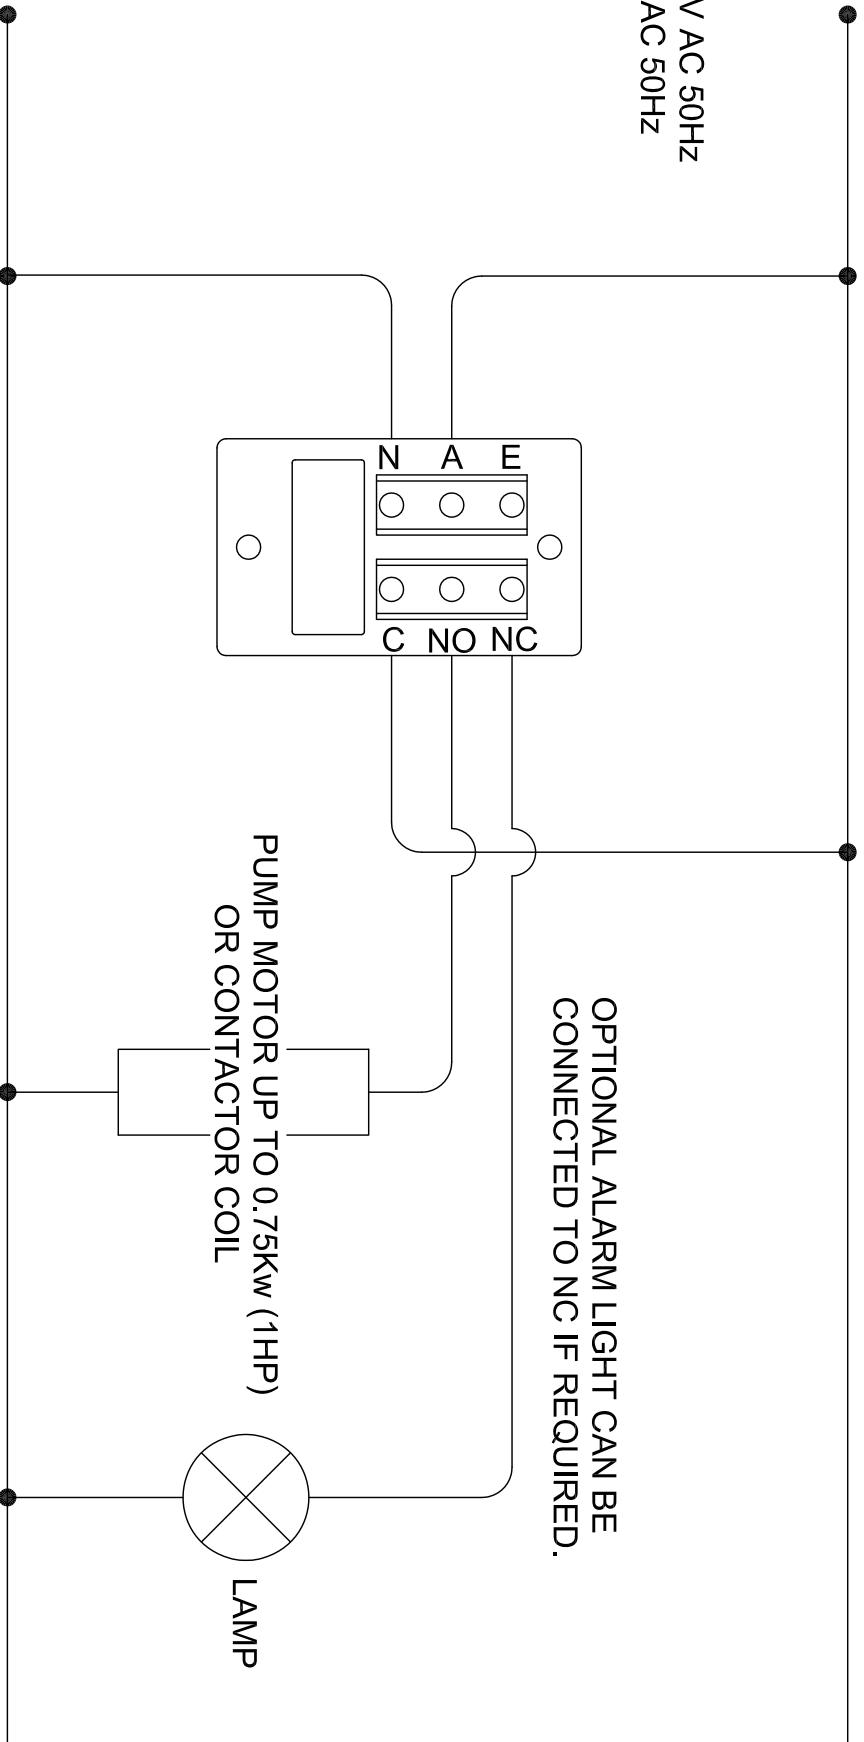 V AC 50Hz
AC 50Hz
N A E
C NO NC
OPTIONAL ALARM LIGHT CAN BE
CONNECTED TO NC IF REQUIRED.
PUMP MOTOR UP TO 0.75Kw (1HP)
OR CONTACTOR COIL
LAMP